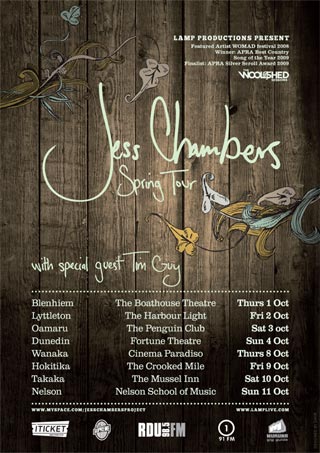 LAMP PRODUCTIONS PRESENT
Featured Artist WOMAD festival 2008
Winner: APRA Best Country
Song of the Year 2009
Finalist: APRA Silver Scroll Award 2009
WOOLSHED
Jess Chambers
Spring Tour
with special guest Tim Guy
Blenhiem The Boathouse Theatre Thurs 1 Oct
Lyttleton The Harbour Light Fri 2 Oct
Oamaru The Penguin Club Sat 3 oct
Dunedin Fortune Theatre Sun 4 Oct
Wanaka Cinema Paradiso Thurs 8 Oct
Hokitika The Crooked Mile Fri 9 Oct
Takaka The Mussel Inn Sat 10 Oct
Nelson Nelson School of Music Sun 11 Oct
WWW.MYSPACE.COM/JESSCHAMBERSPROJECT WWW.LAMPLIVE.COM
iTICKET RDU 98.5 FM 1 91 FM